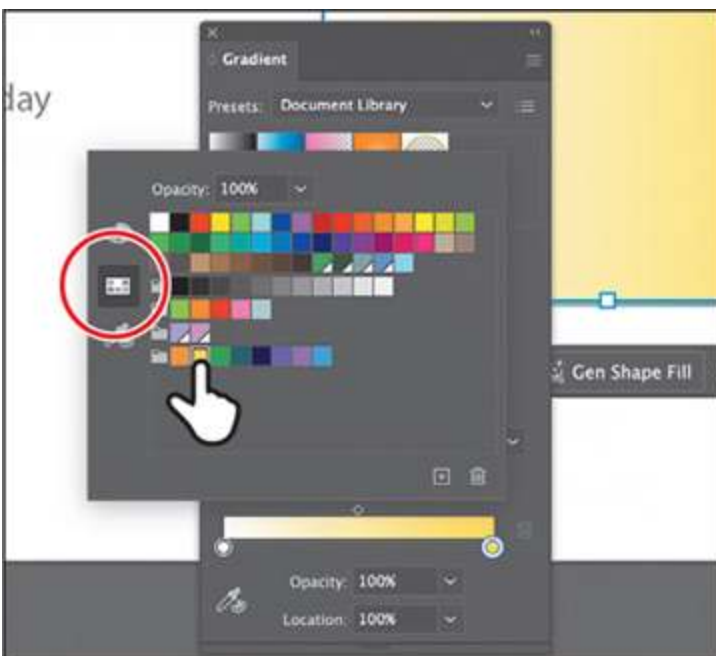 Gradient
day
Presets: Document Library
Opacity: 100%
Gen Shape Fill
Opacity: 100%
Location: 100%